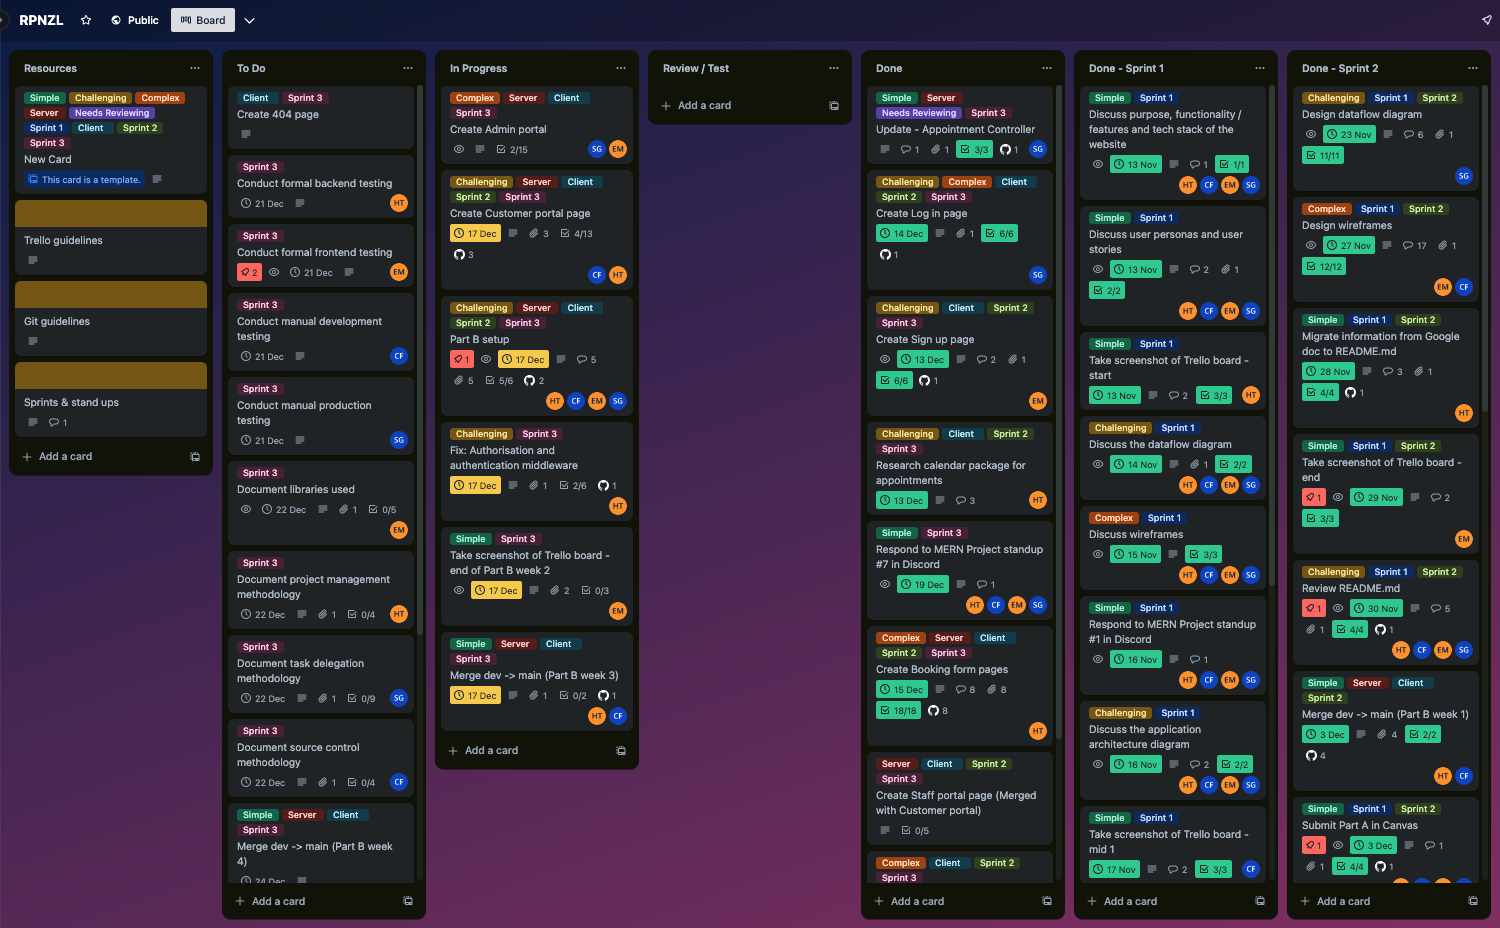 RPNZL
Public
Board
Resources
Simple Challenging Complex
Server Needs Reviewing
Sprint 1 Client Sprint 2
Sprint 3
New Card
This card is a template.
Trello guidelines
Git guidelines
Sprints & stand ups
1
+ Add a card
To Do
Client Sprint 3
Create 404 page
Sprint 3
Conduct formal backend testing
21 Dec
HT
Sprint 3
Conduct formal frontend testing
2 21 Dec
EM
Sprint 3
Conduct manual development
testing
21 Dec
CF
Sprint 3
Conduct manual production
testing
21 Dec
SG
Sprint 3
Document libraries used
22 Dec 1 0/5
EM
Sprint 3
Document project management
methodology
22 Dec 1 0/4
HT
Sprint 3
Document task delegation
methodology
22 Dec 1 0/9
SG
Sprint 3
Document source control
methodology
22 Dec 1 0/4
CF
Simple Server Client
Sprint 3
Merge dev -> main (Part B week
4)
24 Dec
+ Add a card
In Progress
Complex Server Client
Sprint 3
Create Admin portal
2/15
SG EM
Challenging Server Client
Sprint 2 Sprint 3
Create Customer portal page
17 Dec 3 4/13
3
CF HT
Challenging Server Client
Sprint 2 Sprint 3
Part B setup
1 17 Dec 5
5 5/6 2
HT CF EM SG
Challenging Sprint 3
Fix: Authorisation and
authentication middleware
17 Dec 1 2/6 1
HT
Simple Sprint 3
Take screenshot of Trello board -
end of Part B week 2
17 Dec 2 0/3
EM
Simple Server Client
Sprint 3
Merge dev -> main (Part B week 3)
17 Dec 1 0/2 1
HT CF
+ Add a card
Review / Test
+ Add a card
Done
Simple Server
Needs Reviewing Sprint 3
Update - Appointment Controller
1 1 3/3 1
SG
Challenging Complex Client
Sprint 2 Sprint 3
Create Log in page
14 Dec 1 6/6
1
SG
Challenging Client Sprint 2
Sprint 3
Create Sign up page
13 Dec 2 1
6/6 1
EM
Challenging Client Sprint 2
Sprint 3
Research calendar package for
appointments
13 Dec 3
HT
Simple Sprint 3
Respond to MERN Project standup
#7 in Discord
19 Dec 1
HT CF EM SG
Complex Server Client
Sprint 2 Sprint 3
Create Booking form pages
15 Dec 8 8
18/18 8
HT
Server Client Sprint 2
Sprint 3
Create Staff portal page (Merged
with Customer portal)
0/5
Complex Client Sprint 2
Sprint 3
+ Add a card
Done - Sprint 1
Simple Sprint 1
Discuss purpose, functionality /
features and tech stack of the
website
13 Nov 1 1/1
HT CF EM SG
Simple Sprint 1
Discuss user personas and user
stories
13 Nov 2 1
2/2
HT CF EM SG
Simple Sprint 1
Take screenshot of Trello board -
start
13 Nov 2 3/3
HT
Challenging Sprint 1
Discuss the dataflow diagram
14 Nov 1 2/2
HT CF EM SG
Complex Sprint 1
Discuss wireframes
15 Nov 3/3
HT CF EM SG
Simple Sprint 1
Respond to MERN Project standup
#1 in Discord
16 Nov 1
HT CF EM SG
Challenging Sprint 1
Discuss the application
architecture diagram
16 Nov 2 2/2
HT CF EM SG
Simple Sprint 1
Take screenshot of Trello board -
mid 1
17 Nov 2 3/3
CF
+ Add a card
Done - Sprint 2
Challenging Sprint 1 Sprint 2
Design dataflow diagram
23 Nov 6 1
11/11
SG
Complex Sprint 1 Sprint 2
Design wireframes
27 Nov 17 1
12/12
EM CF
Simple Sprint 1 Sprint 2
Migrate information from Google
doc to README.md
28 Nov 3 1
4/4 1
HT
Simple Sprint 1 Sprint 2
Take screenshot of Trello board -
end
1 29 Nov 2
3/3
EM
Challenging Sprint 1 Sprint 2
Review README.md
1 30 Nov 5
1 4/4 1
HT CF EM SG
Simple Server Client
Sprint 2
Merge dev -> main (Part B week 1)
3 Dec 4 2/2
4
HT CF
Simple Sprint 1 Sprint 2
Submit Part A in Canvas
1 3 Dec 1
1 4/4 1
+ Add a card